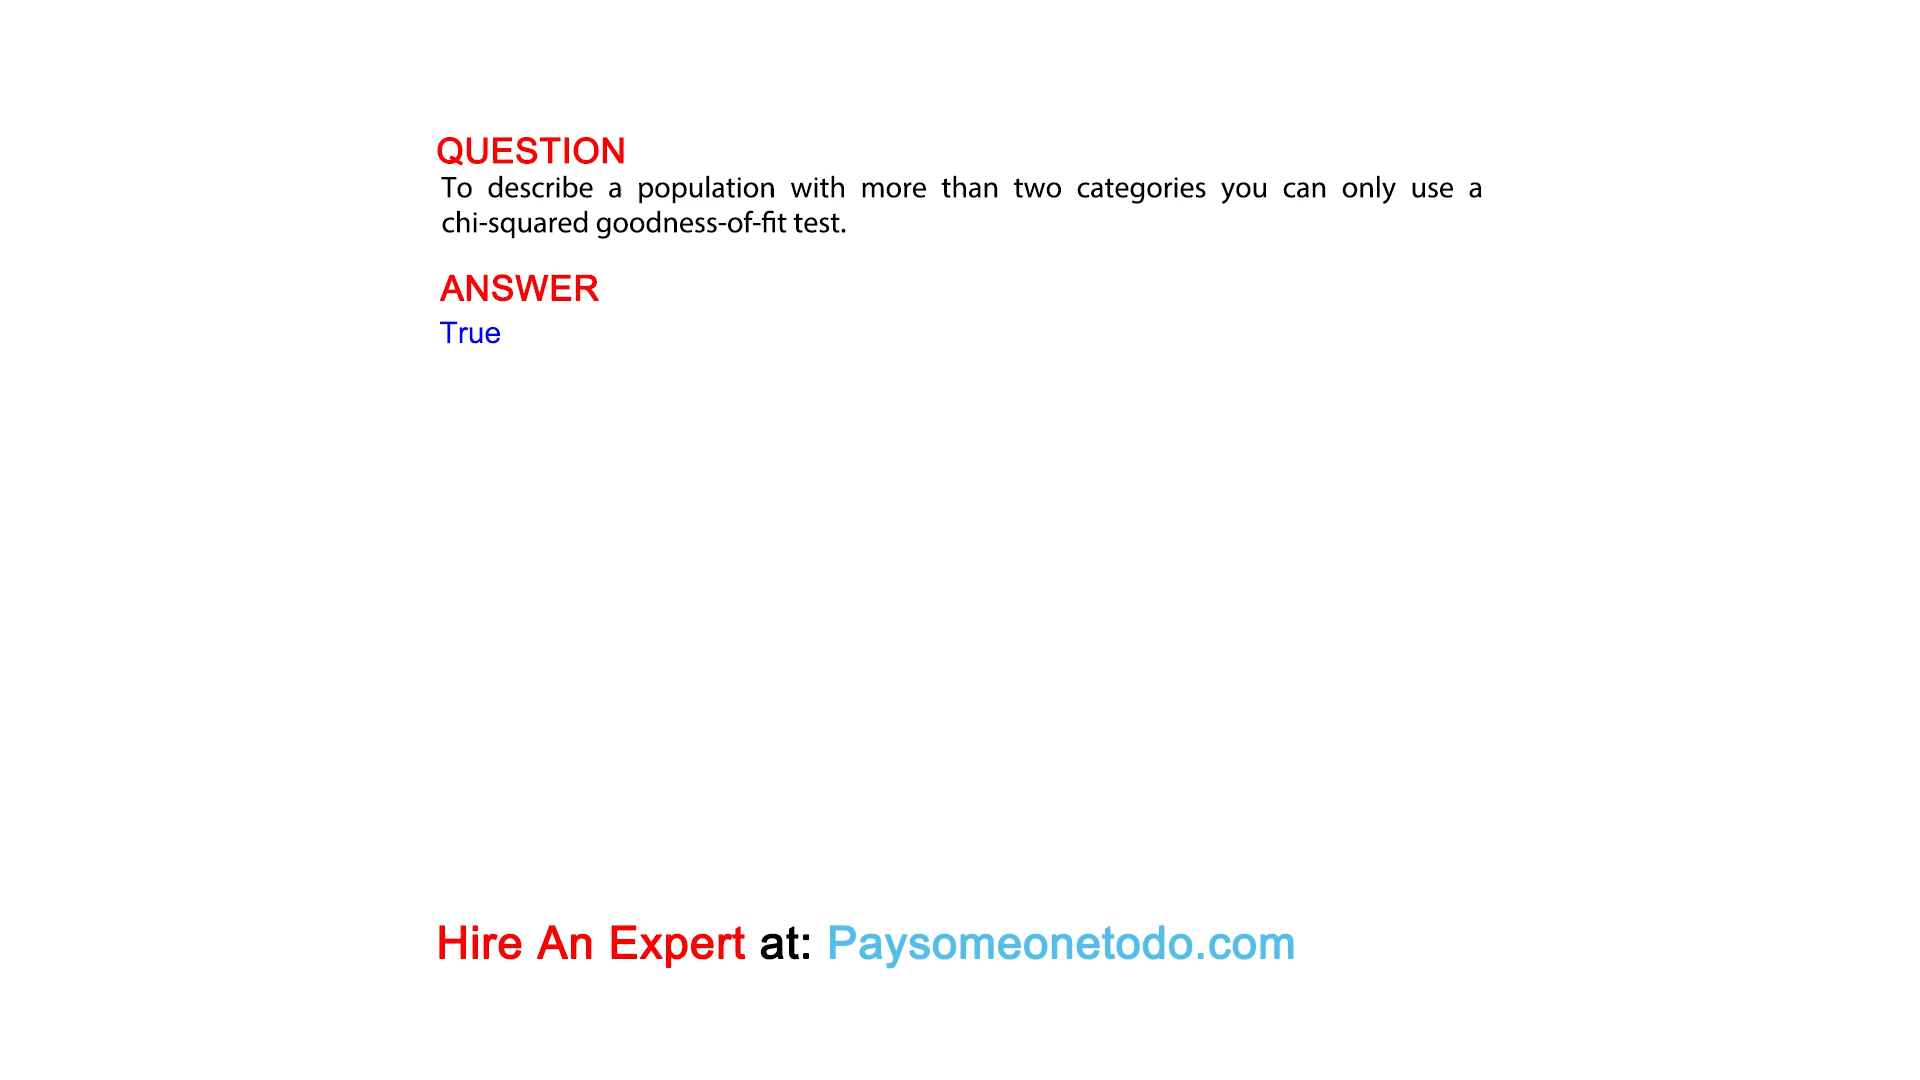 QUESTION
To describe a population with more than two categories you can only use a
chi-squared goodness-of-fit test.
ANSWER
True
Hire An Expert at: Paysomeonetodo.com